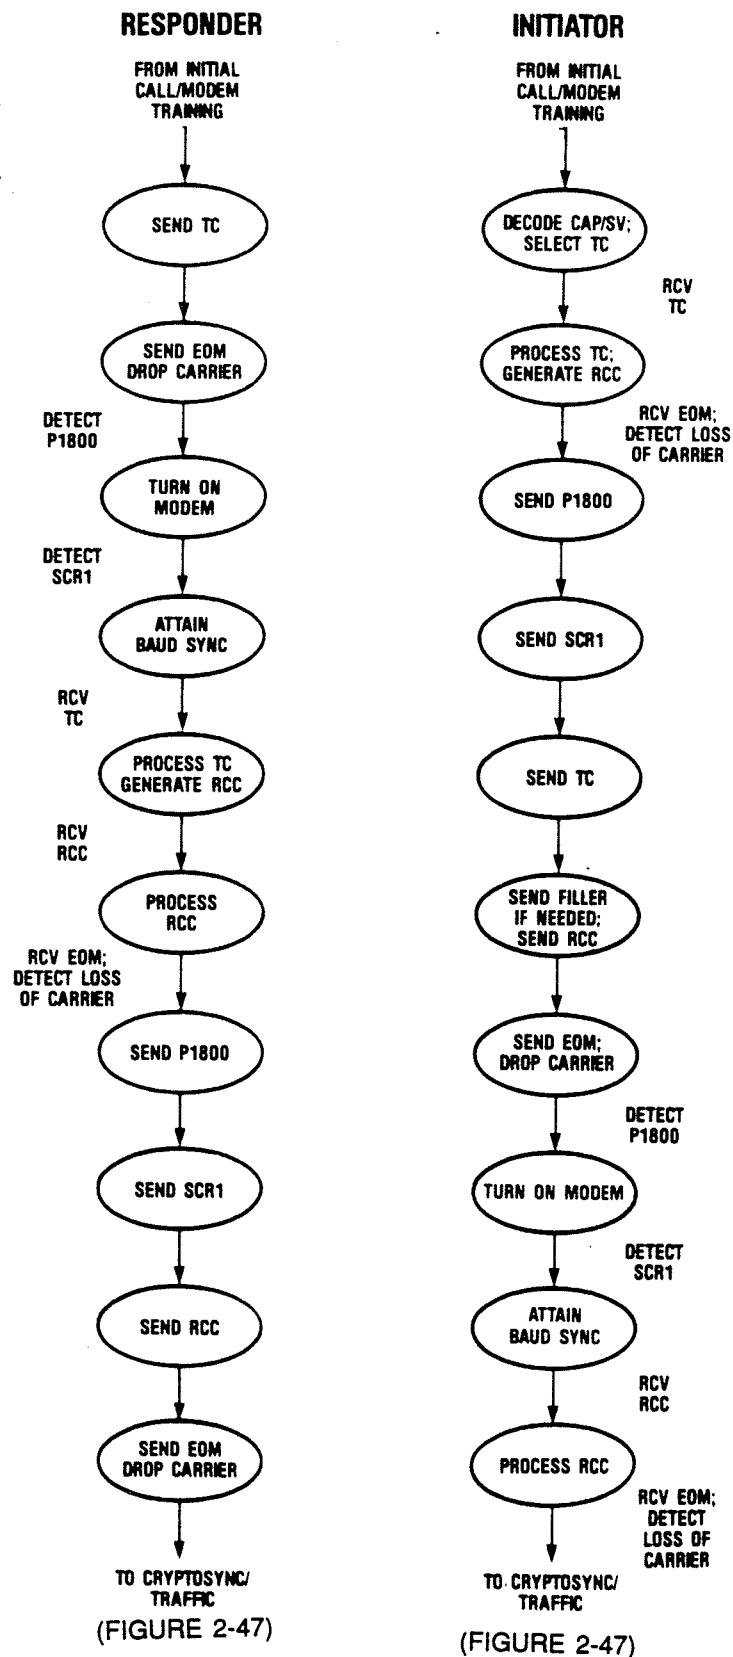 RESPONDER
FROM INITIAL
CALL/MODEM
TRAINING
SEND TC
SEND EOM
DROP CARRIER
DETECT
P1800
TURN ON
MODEM
DETECT
SCR1
ATTAIN
BAUD SYNC
RCV
TC
PROCESS TC
GENERATE RCC
RCV
RCC
PROCESS
RCC
RCV EOM;
DETECT LOSS
OF CARRIER
SEND P1800
SEND SCR1
SEND RCC
SEND EOM
DROP CARRIER
TO CRYPTOSYNC/
TRAFFIC
(FIGURE 2-47)
INITIATOR
FROM INITIAL
CALL/MODEM
TRAINING
DECODE CAP/SV;
SELECT TC
RCV
TC
PROCESS TC;
GENERATE RCC
RCV EOM;
DETECT LOSS
OF CARRIER
SEND P1800
SEND SCR1
SEND TC
SEND FILLER
IF NEEDED;
SEND RCC
SEND EOM;
DROP CARRIER
DETECT
P1800
TURN ON MODEM
DETECT
SCR1
ATTAIN
BAUD SYNC
RCV
RCC
PROCESS RCC
RCV EOM;
DETECT
LOSS OF
CARRIER
TO CRYPTOSYNC/
TRAFFIC
(FIGURE 2-47)